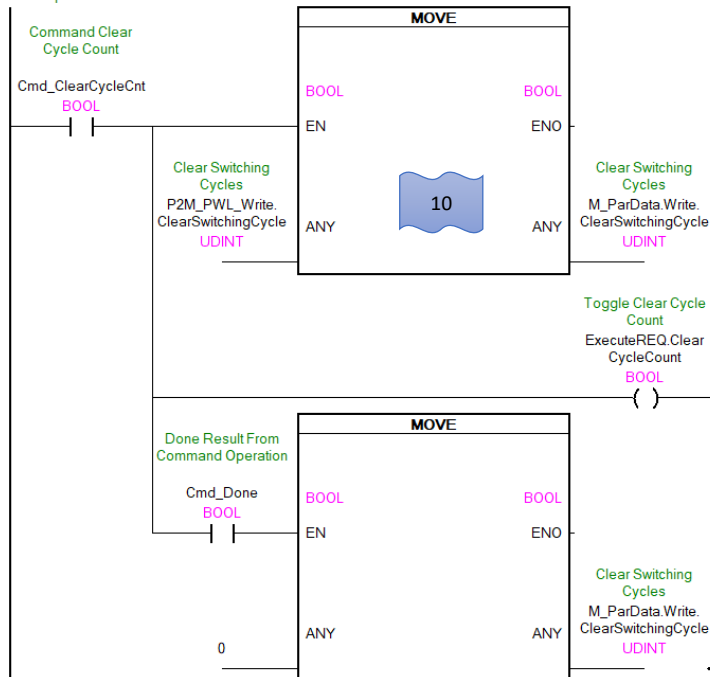 MOVE
Command Clear
Cycle Count
Cmd_ClearCycleCnt
BOOL
BOOL
BOOL
EN
ENO
Clear Switching
Cycles
P2M_PWL_Write.
ClearSwitchingCycle
UDINT
ANY
10
ANY
Clear Switching
Cycles
M_ParData.Write.
ClearSwitchingCycle
UDINT
Toggle Clear Cycle
Count
ExecuteREQ.Clear
CycleCount
BOOL
MOVE
Done Result From
Command Operation
Cmd_Done
BOOL
BOOL
BOOL
EN
ENO
0
ANY
ANY
Clear Switching
Cycles
M_ParData.Write.
ClearSwitchingCycle
UDINT